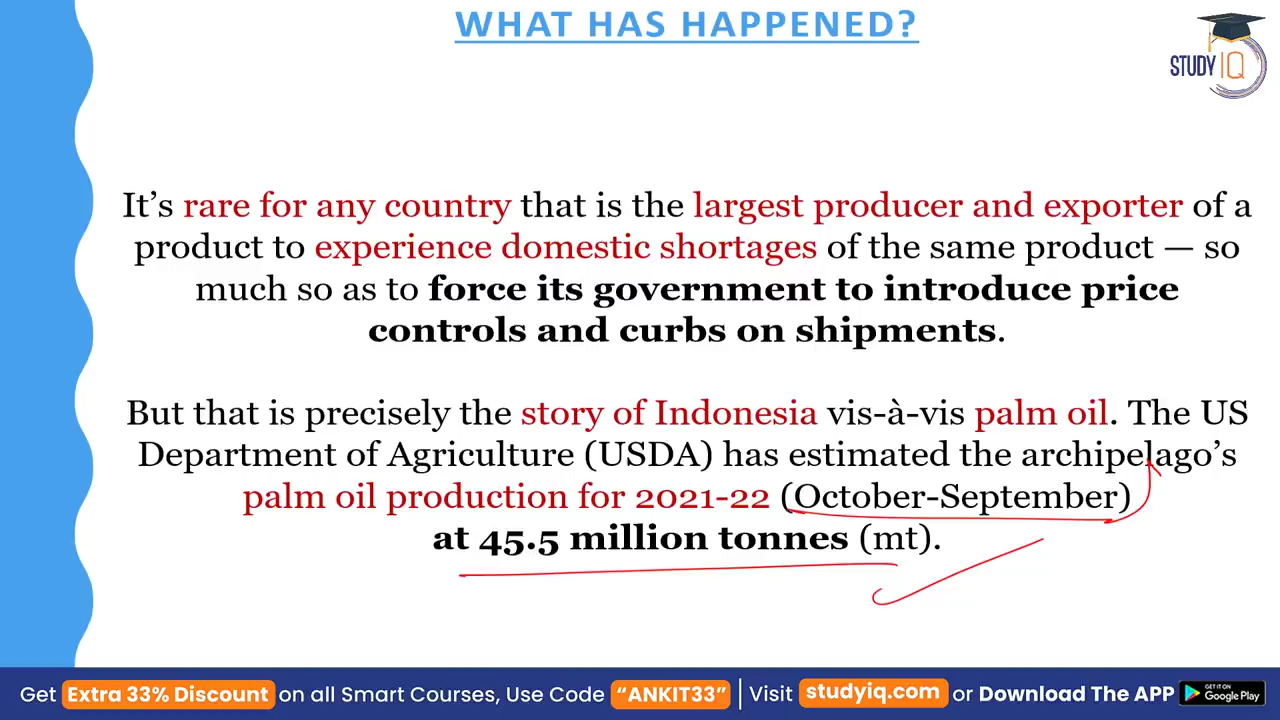 WHAT HAS HAPPENED?
STUDY IQ
It’s rare for any country that is the largest producer and exporter of a
product to experience domestic shortages of the same product — so
much so as to force its government to introduce price
controls and curbs on shipments.
But that is precisely the story of Indonesia vis-à-vis palm oil. The US
Department of Agriculture (USDA) has estimated the archipelago’s
palm oil production for 2021-22 (October-September)
at 45.5 million tonnes (mt).
Get Extra 33% Discount on all Smart Courses, Use Code “ANKIT33” Visit studyiq.com or Download The APP GET IT ON Google Play